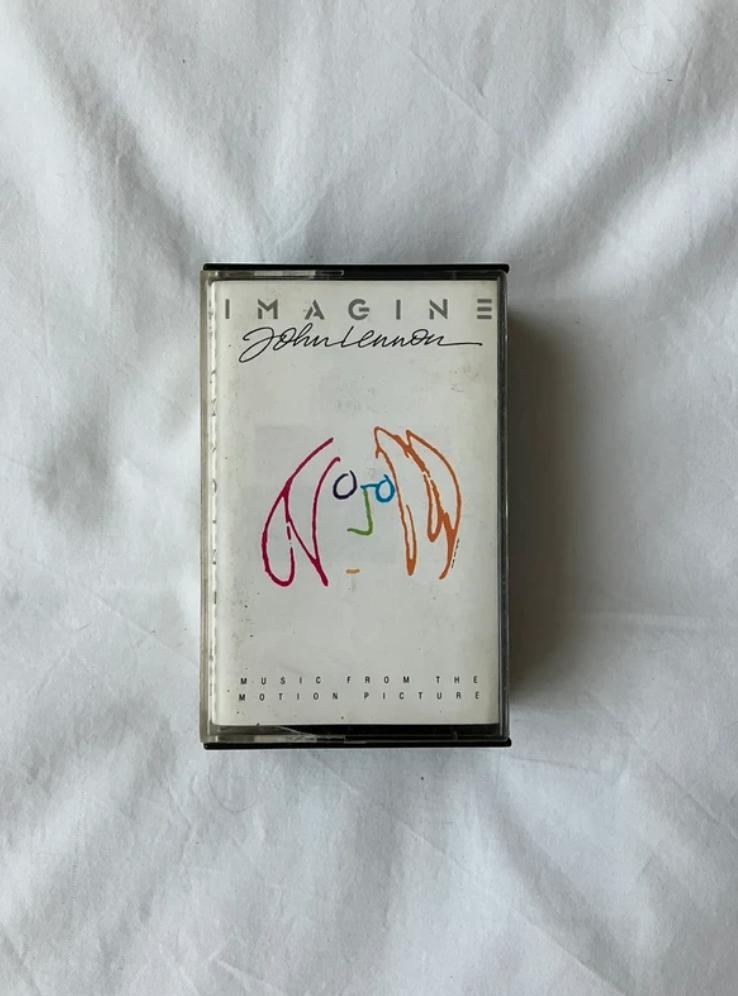 IMAGINE
John Lennon
MUSIC FROM THE
MOTION PICTURE